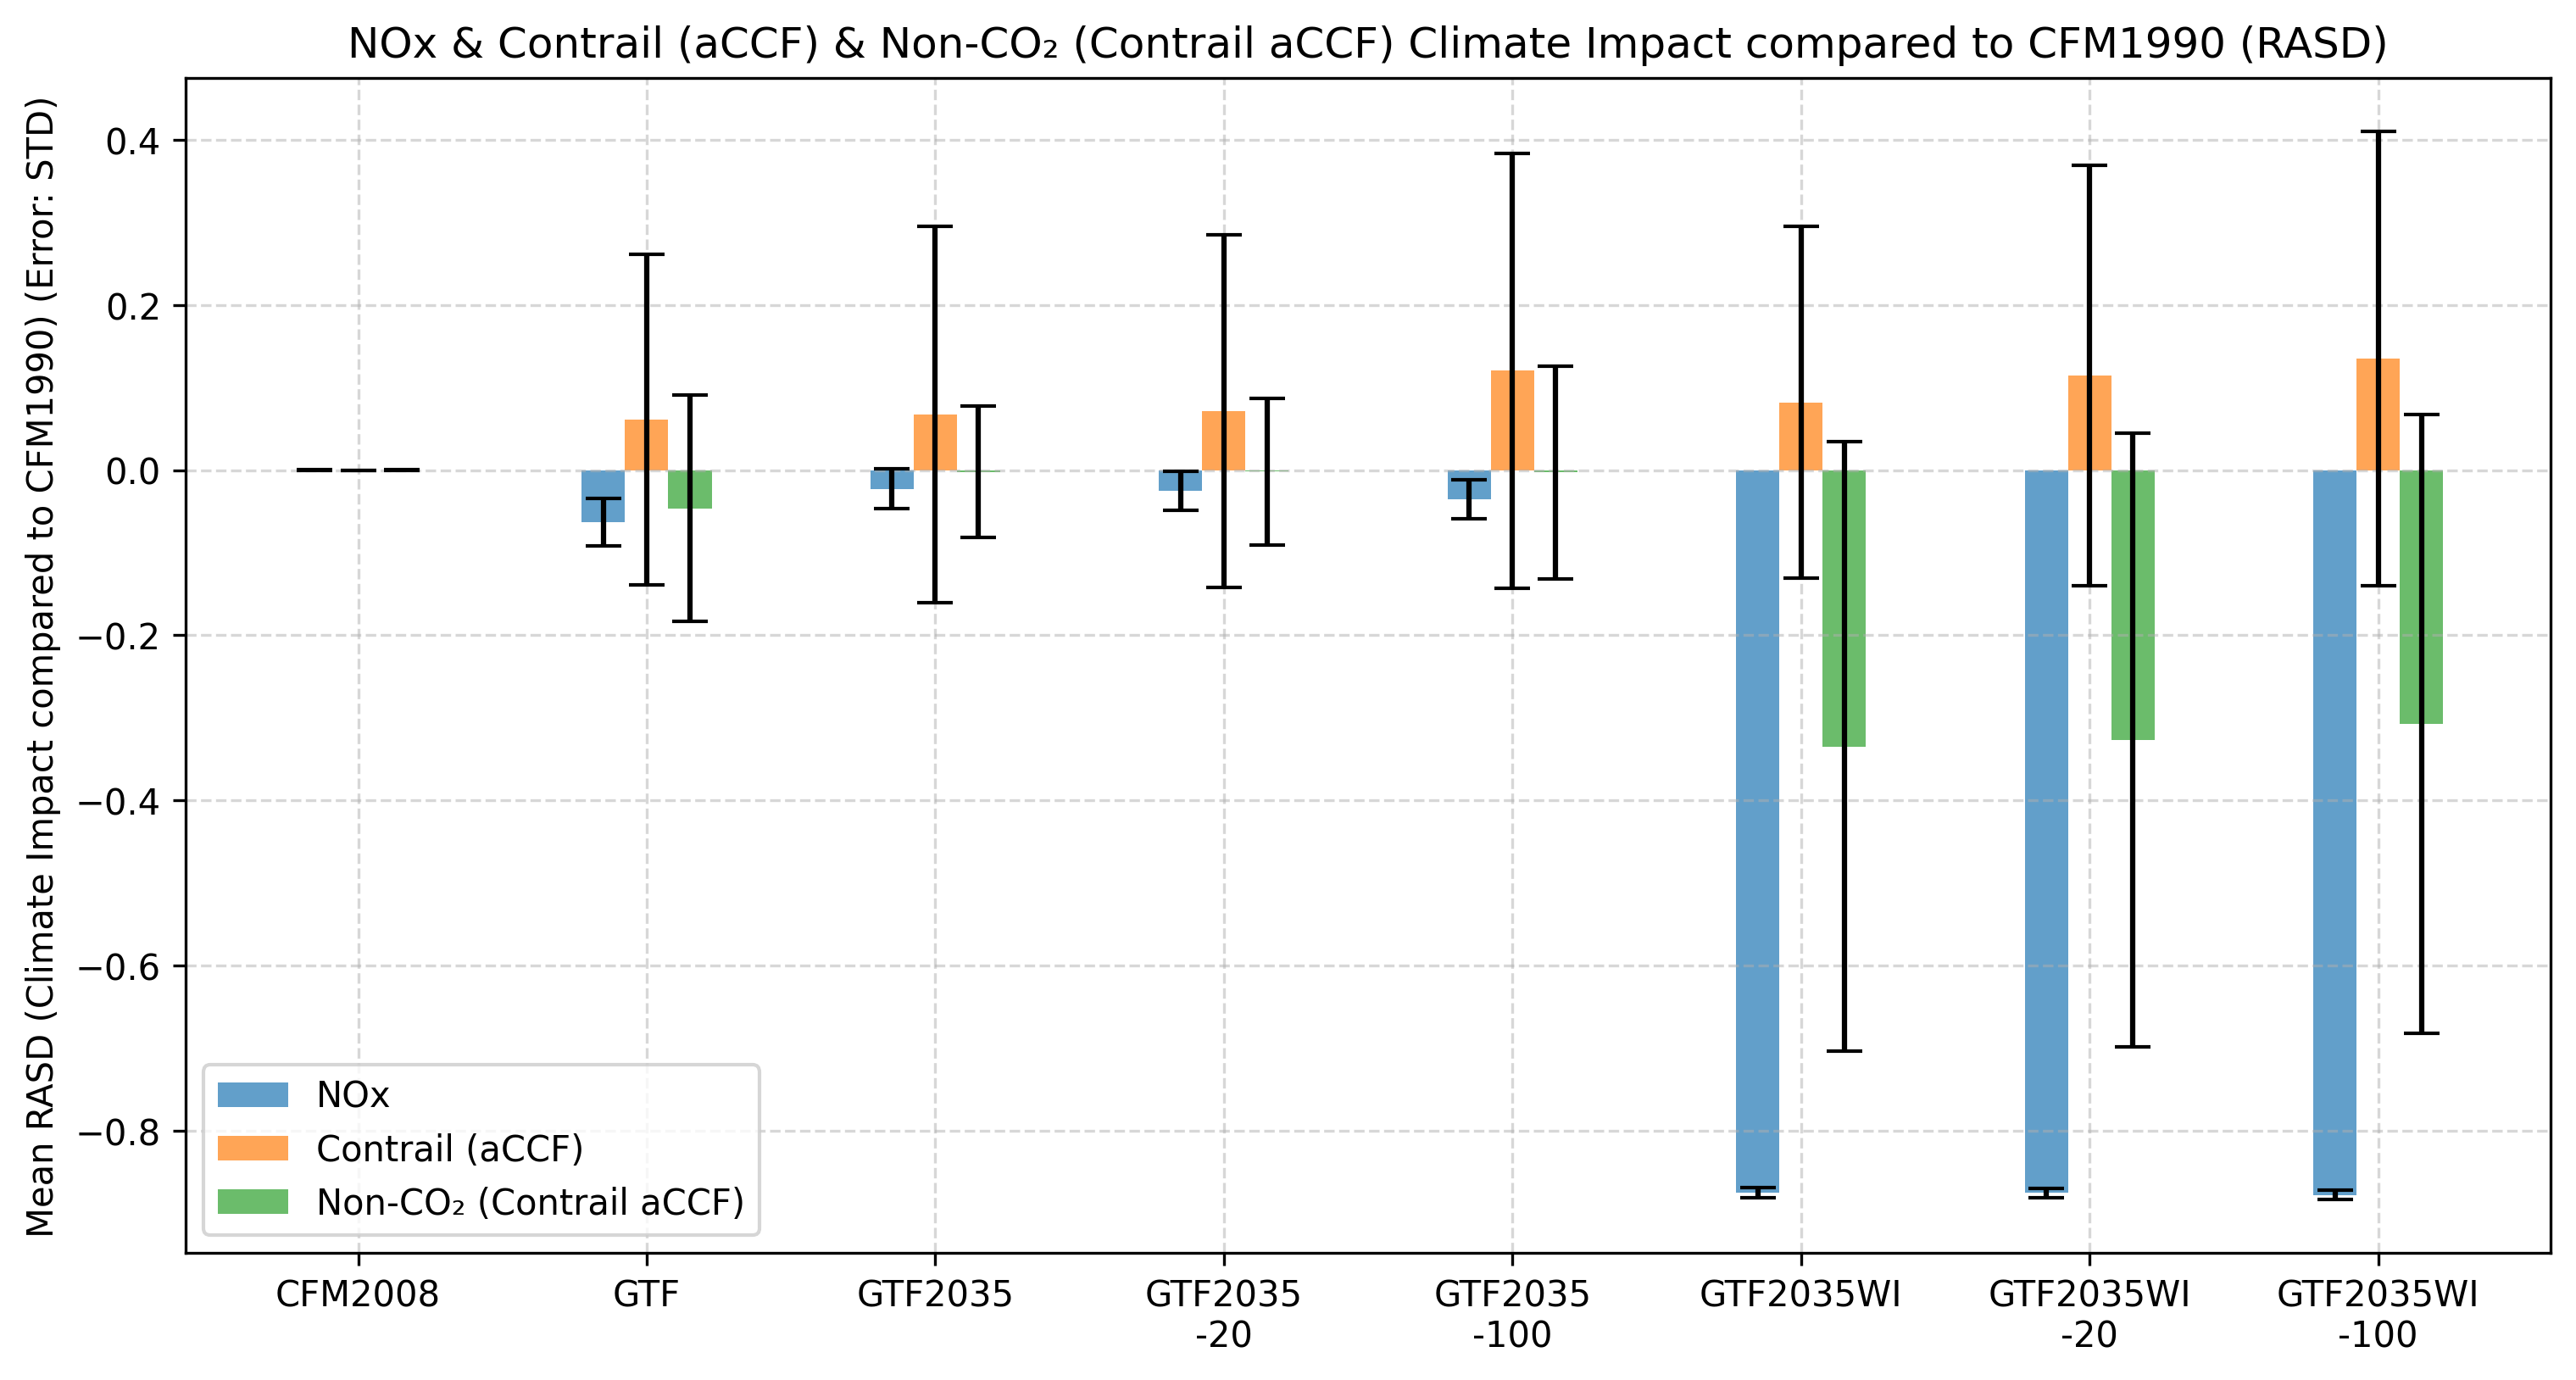 NOx & Contrail (aCCF) & Non-CO₂ (Contrail aCCF) Climate Impact compared to CFM1990 (RASD)
Mean RASD (Climate Impact compared to CFM1990) (Error: STD)
0.4
0.2
0.0
−0.2
−0.4
−0.6
−0.8
NOx
Contrail (aCCF)
Non-CO₂ (Contrail aCCF)
CFM2008
GTF
GTF2035
GTF2035
-20
GTF2035
-100
GTF2035WI
GTF2035WI
-20
GTF2035WI
-100